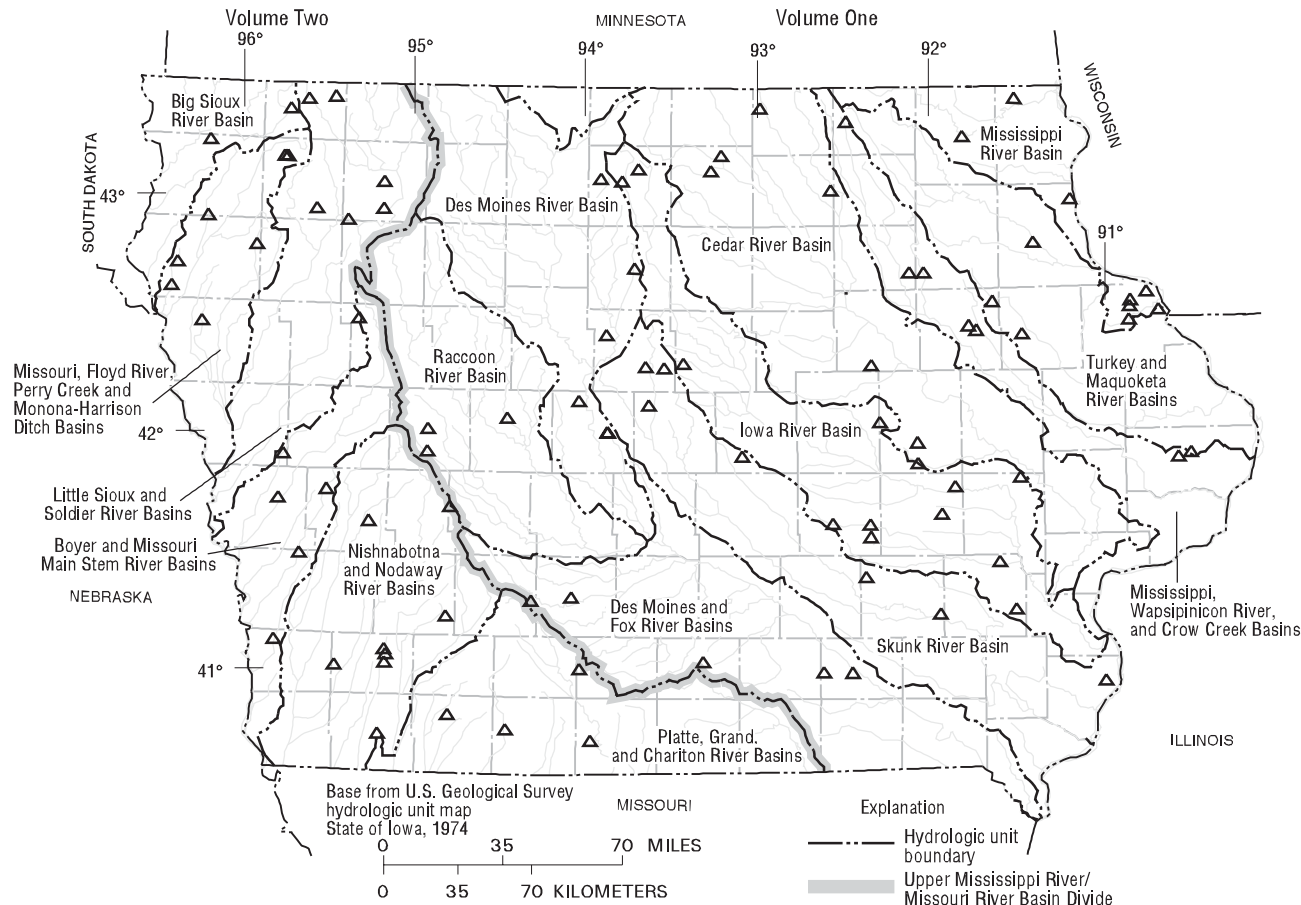 Volume Two
MINNESOTA
Volume One
96°
95°
94°
93°
92°
WISCONSIN
Big Sioux
River Basin
Mississippi
River Basin
SOUTH DAKOTA
43°
Des Moines River Basin
Cedar River Basin
91°
Missouri, Floyd River,
Perry Creek and
Monona-Harrison
Ditch Basins
Raccoon
River Basin
Turkey and
Maquoketa
River Basins
42°
Iowa River Basin
Little Sioux and
Soldier River Basins
Boyer and Missouri
Main Stem River Basins
Nishnabotna
and Nodaway
River Basins
NEBRASKA
Des Moines and
Fox River Basins
Mississippi,
Wapsipinicon River,
and Crow Creek Basins
Skunk River Basin
41°
Platte, Grand,
and Chariton River Basins
ILLINOIS
Base from U.S. Geological Survey
hydrologic unit map
State of Iowa, 1974
MISSOURI
0 35 70 MILES
0 35 70 KILOMETERS
Explanation
Hydrologic unit
boundary
Upper Mississippi River/
Missouri River Basin Divide